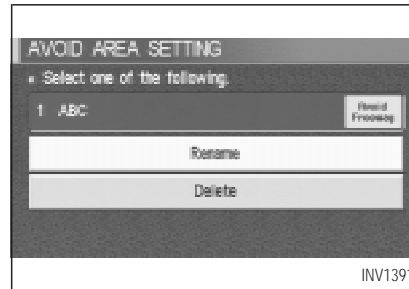 AVOID AREA SETTING
Select one of the following.
1 ABC
Avoid
Freeway
Rename
Delete
INV1391